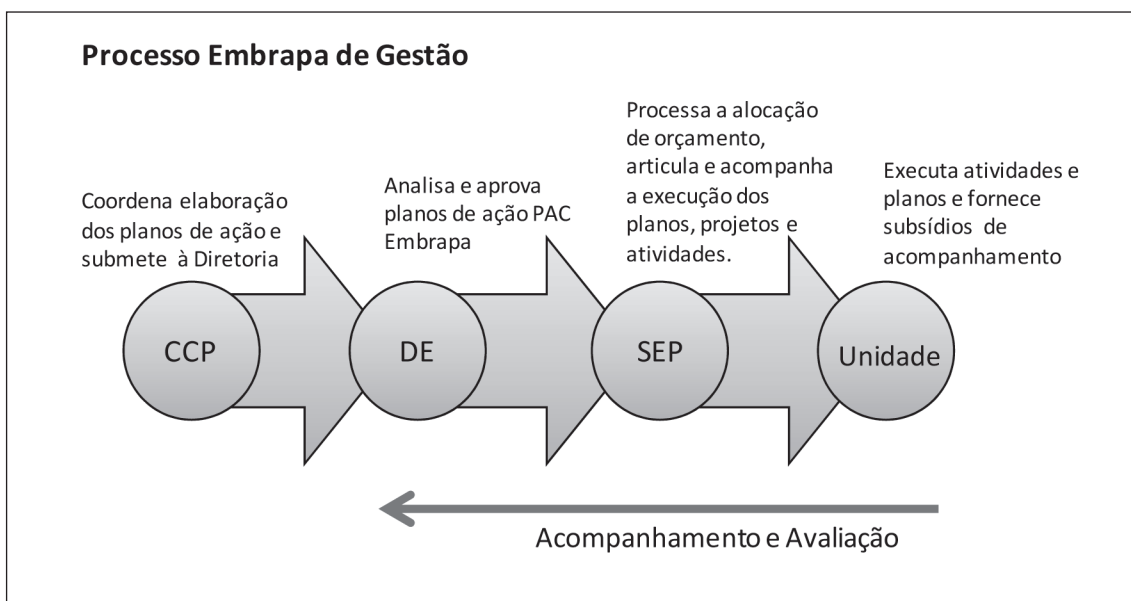 Processo Embrapa de Gestão
Coordena elaboração
dos planos de ação e
submete à Diretoria
Analisa e aprova
planos de ação PAC
Embrapa
Processa a alocação
de orçamento,
articula e acompanha
a execução dos
planos, projetos e
atividades.
Executa atividades e
planos e fornece
subsídios de
acompanhamento
CCP
DE
SEP
Unidade
Acompanhamento e Avaliação